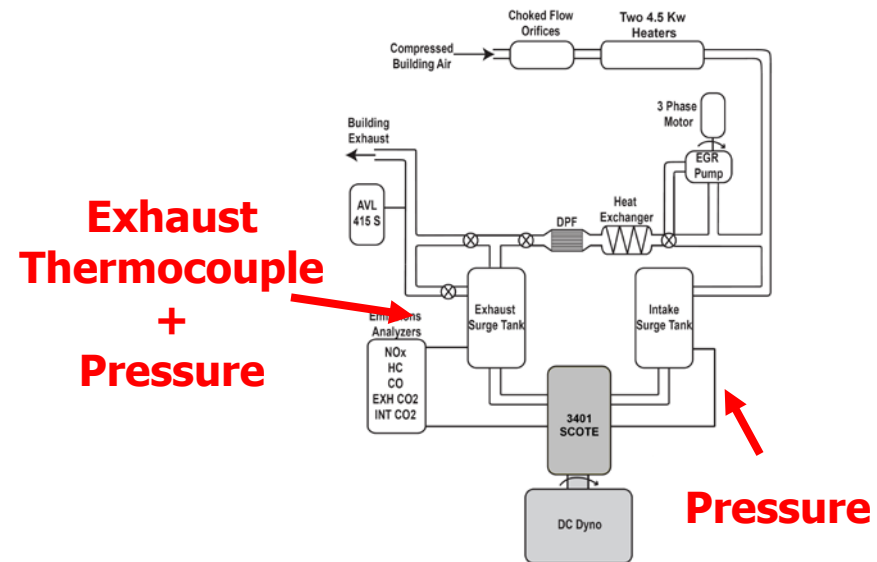 Choked Flow
Orifices
Two 4.5 Kw
Heaters
Compressed
Building Air
3 Phase
Motor
Building
Exhaust
EGR
Pump
AVL
415 S
DPF
Heat
Exchanger
Exhaust
Thermocouple
+
Pressure
Exhaust
Surge Tank
Intake
Surge Tank
Analyzers
NOx
HC
CO
EXH CO2
INT CO2
3401
SCOTE
Pressure
DC Dyno